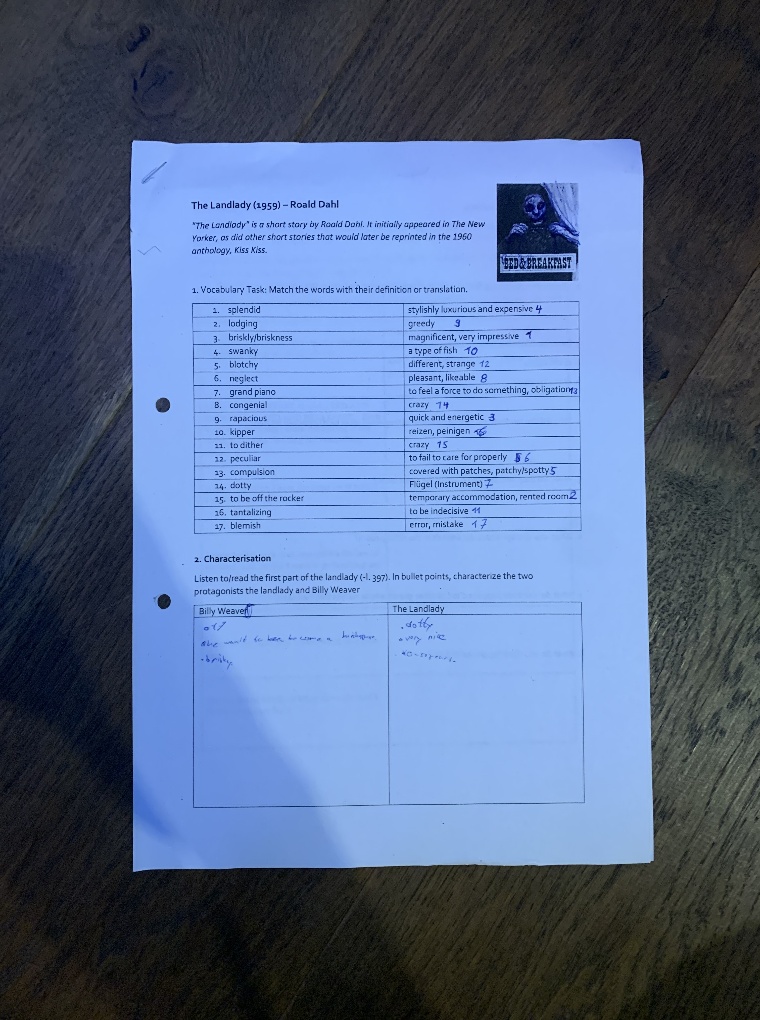 The Landlady (1959) – Roald Dahl
"The Landlady" is a short story by Roald Dahl. It initially appeared in The New
Yorker, as did other short stories that would later be reprinted in the 1960
anthology, Kiss Kiss.
BED & BREAKFAST
1. Vocabulary Task: Match the words with their definition or translation.
1. splendid stylishly luxurious and expensive 4
2. lodging greedy 9
3. briskly/briskness magnificent, very impressive 1
4. swanky a type of fish 10
5. blotchy different, strange 12
6. neglect pleasant, likeable 8
7. grand piano to feel a force to do something, obligation 13
8. congenial crazy 14
9. rapacious quick and energetic 3
10. kipper reizen, peinigen 16
11. to dither crazy 15
12. peculiar to fail to care for properly 6
13. compulsion covered with patches, patchy/spotty 5
14. dotty Flügel (Instrument) 7
15. to be off the rocker temporary accommodation, rented room 2
16. tantalizing to be indecisive 11
17. blemish error, mistake 17
2. Characterisation
Listen to/read the first part of the landlady (-l. 397). In bullet points, characterize the two
protagonists the landlady and Billy Weaver
Billy Weaver The Landlady
17 dotty
to become a very nice